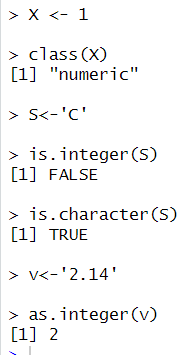 > X <- 1
> class(X)
[1] "numeric"
> S<-'C'
> is.integer(S)
[1] FALSE
> is.character(S)
[1] TRUE
> v<-'2.14'
> as.integer(v)
[1] 2
>